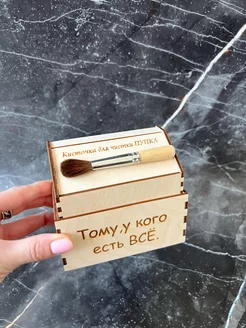 Кисточка для чистки ПУПКА
Тому, у кого
есть ВСЁ.